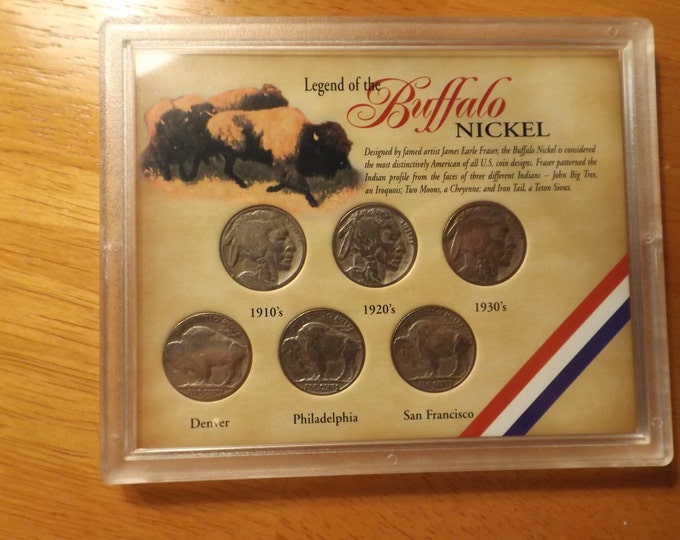 Legend of the
Buffalo
NICKEL
Designed by famed artist James Earle Fraser, the Buffalo Nickel is considered
the most distinctively American of all U.S. coin designs. Fraser patterned the
Indian profile from the faces of three different Indians – John Big Tree,
an Iroquois; Two Moons, a Cheyenne; and Iron Tail, a Teton Sioux.
1910's
1920's
1930's
Denver
Philadelphia
San Francisco